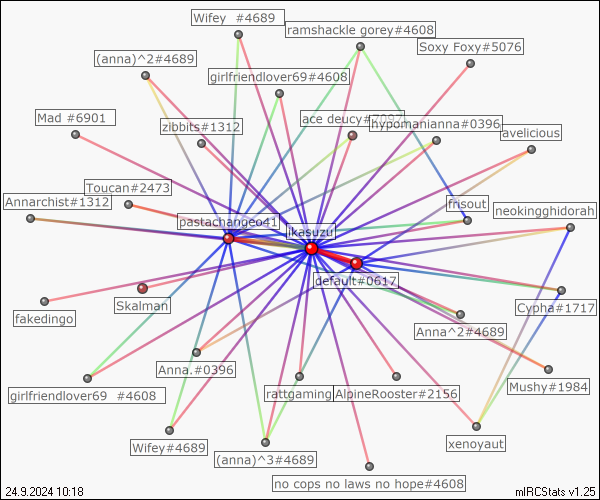 Wifey  #4689
ramshackle gorey#4608
Soxy Foxy#5076
(anna)^2#4689
girlfriendlover69#4608
Mad #6901
zibbits#1312
ace deucy#7092
hypomanianna#0396
avelicious
Toucan#2473
Annarchist#1312
pastachangeo41
frisout
neokingghidorah
ikasuzu
default#0617
Skalman
fakedingo
Cypha#1717
Anna^2#4689
Anna.#0396
girlfriendlover69  #4608
rattgaming
AlpineRooster#2156
Mushy#1984
Wifey#4689
(anna)^3#4689
xenoyaut
no cops no laws no hope#4608
24.9.2024 10:18
mIRCStats v1.25